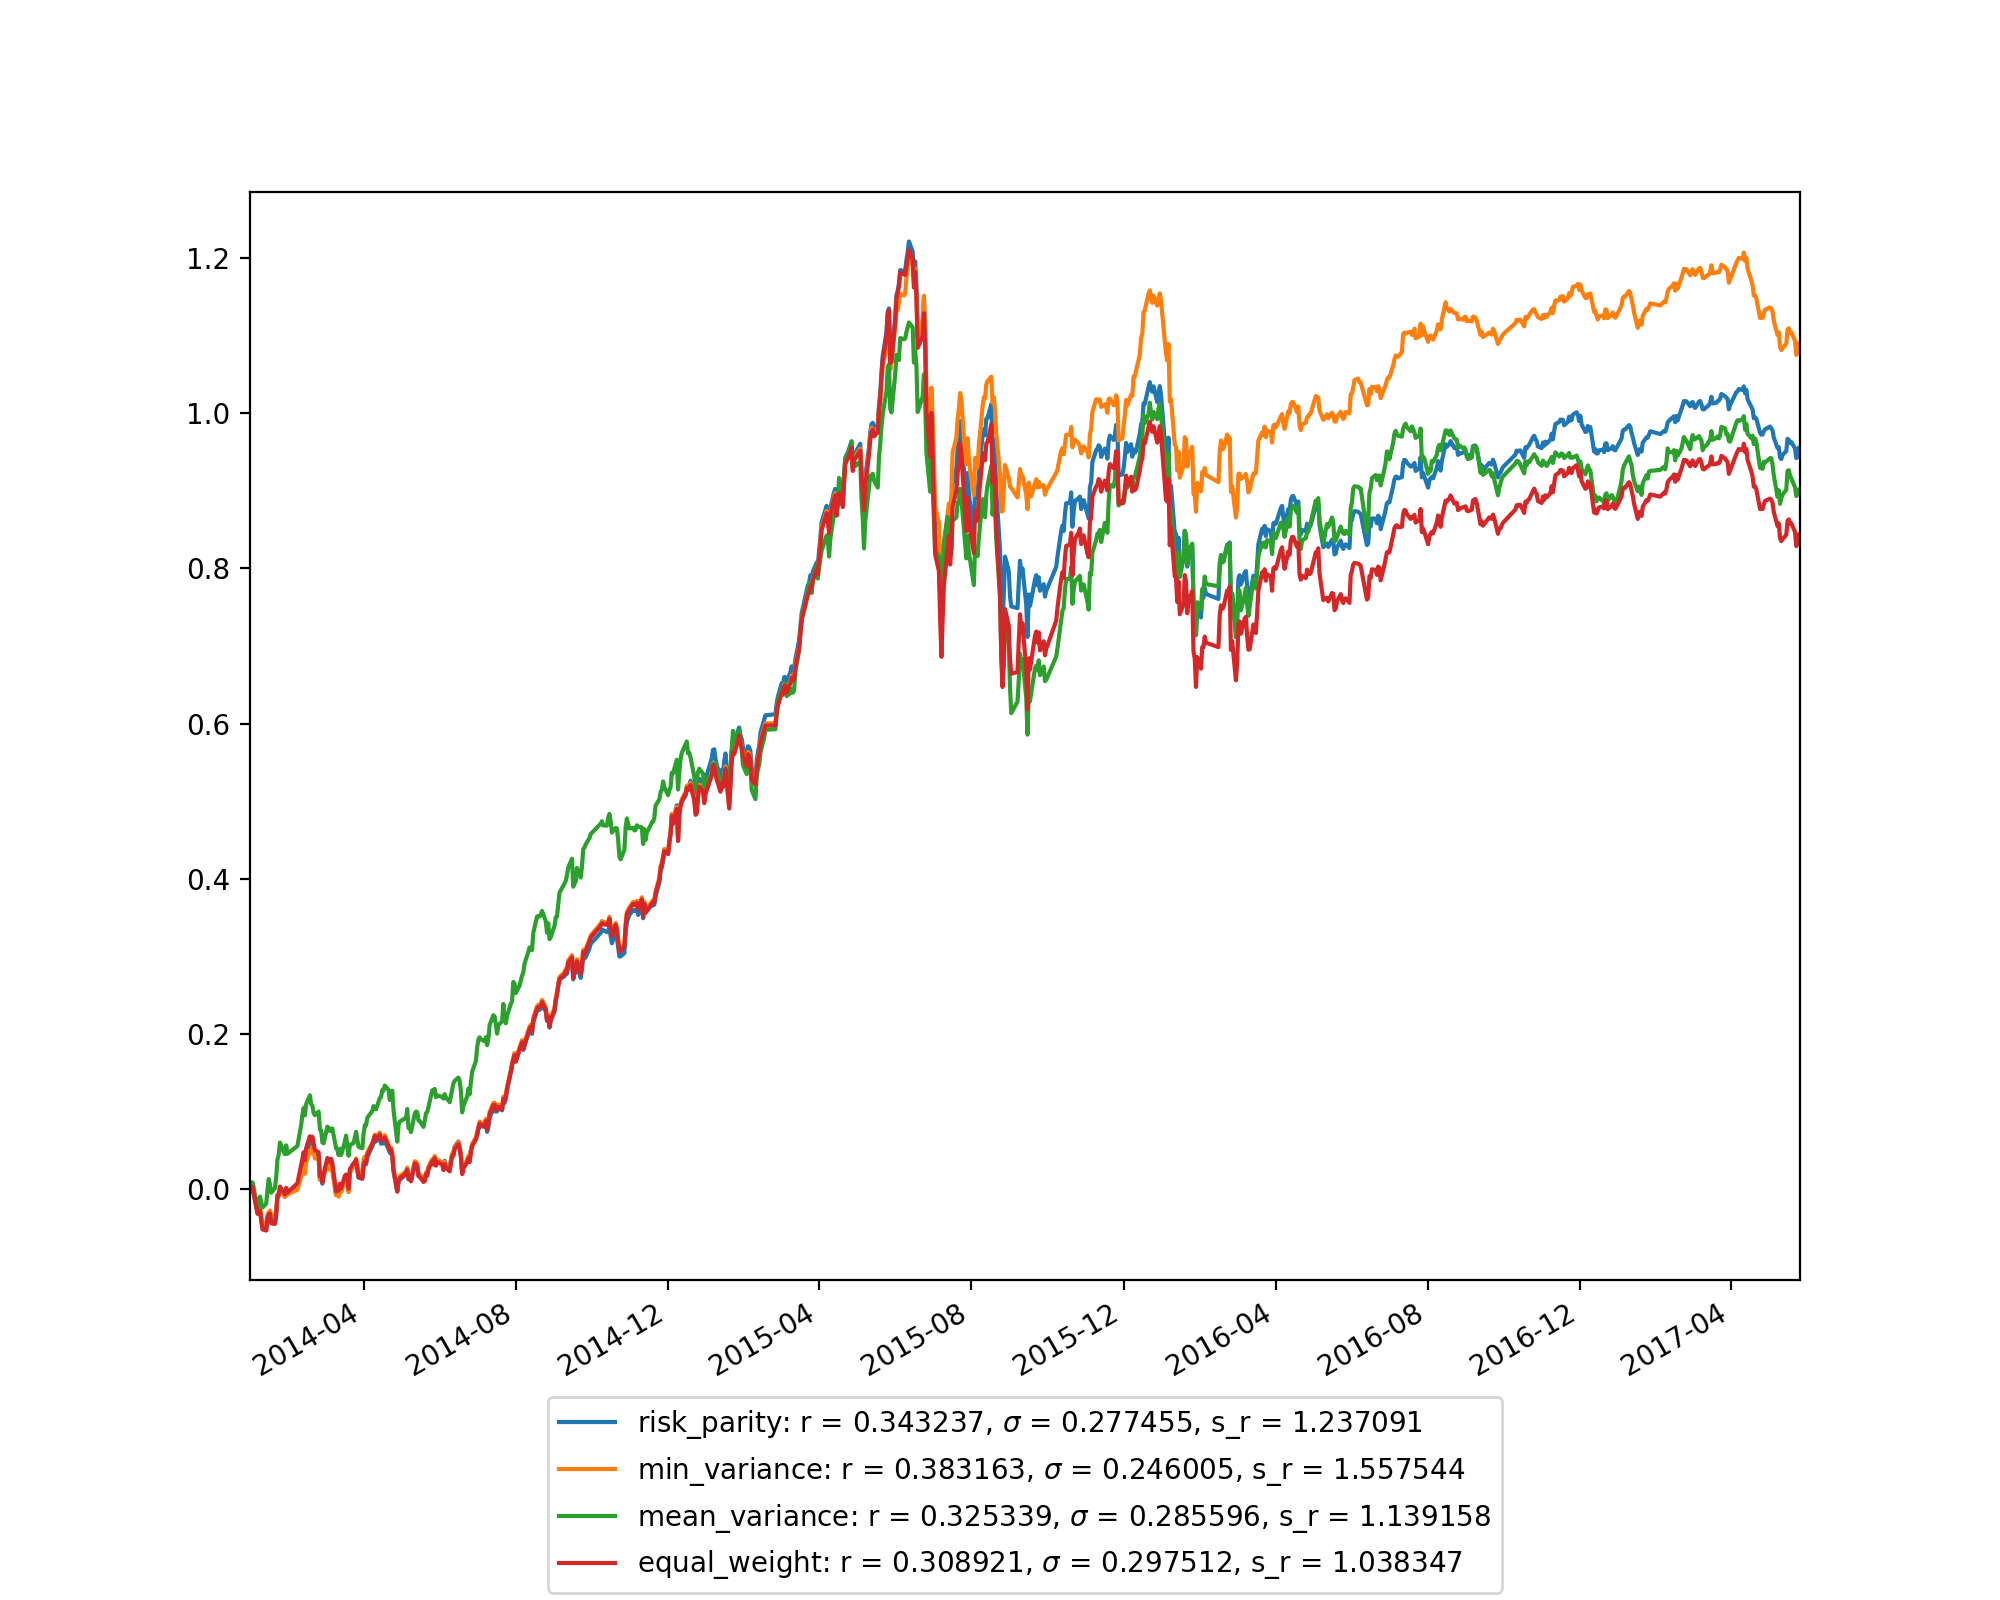 1.2
1.0
0.8
0.6
0.4
0.2
0.0
2014-04 2014-08 2014-12 2015-04 2015-08 2015-12 2016-04 2016-08 2016-12 2017-04
risk_parity: r = 0.343237, σ = 0.277455, s_r = 1.237091
min_variance: r = 0.383163, σ = 0.246005, s_r = 1.557544
mean_variance: r = 0.325339, σ = 0.285596, s_r = 1.139158
equal_weight: r = 0.308921, σ = 0.297512, s_r = 1.038347